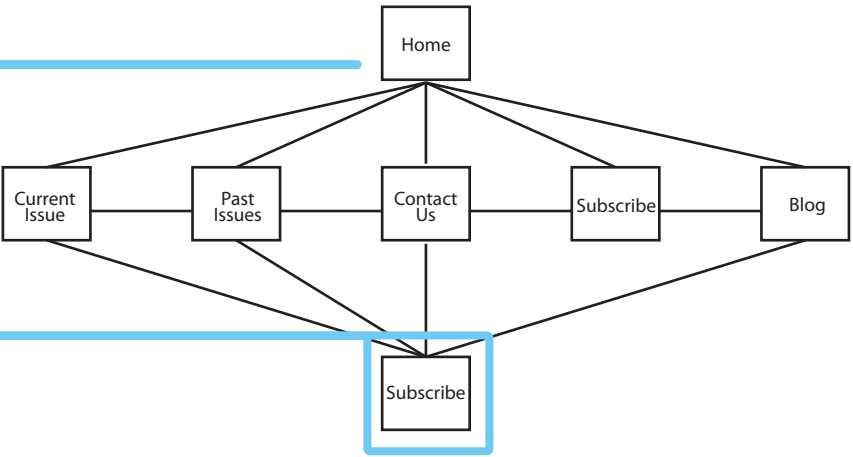 Home
Current
Issue
Past
Issues
Contact
Us
Subscribe
Blog
Subscribe